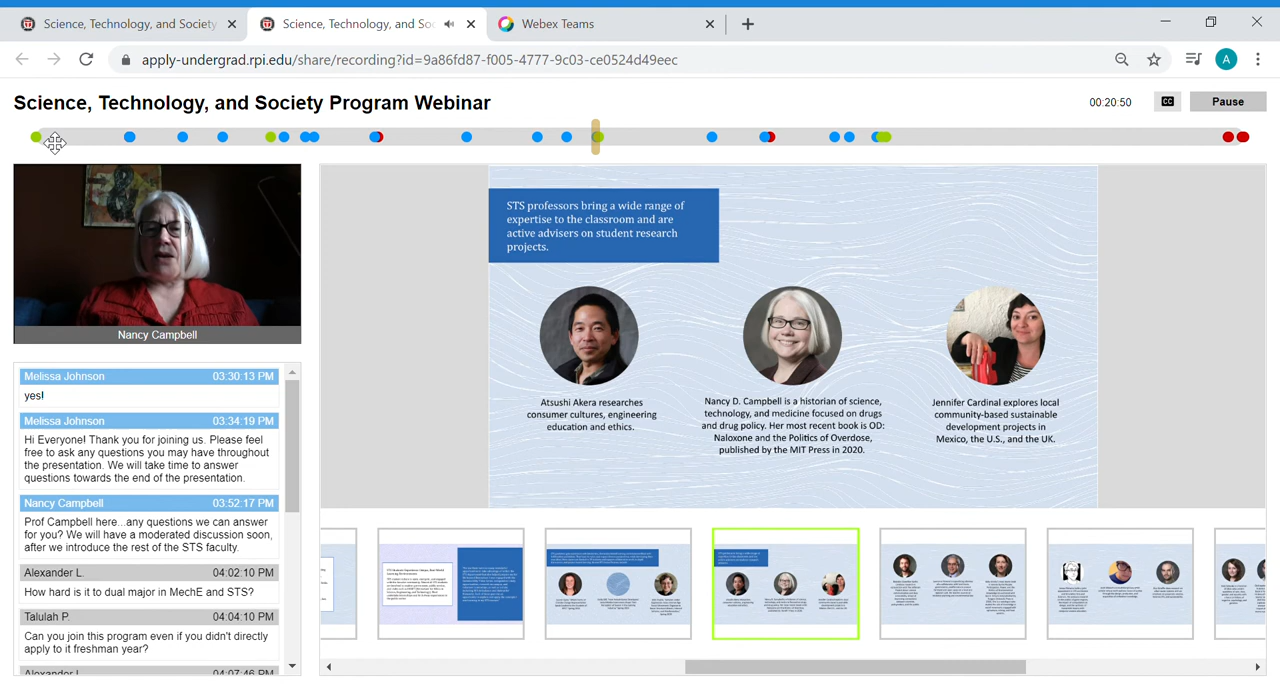 Science, Technology, and Society
Science, Technology, and So
Webex Teams
apply-undergrad.rpi.edu/share/recording?id=9a86fd87-f005-4777-9c03-ce0524d49eec
A
Science, Technology, and Society Program Webinar
00:20:50
CC
Pause
Nancy Campbell
STS professors bring a wide range of
expertise to the classroom and are
active advisers on student research
projects.
Atsushi Akera researches
consumer cultures, engineering
education and ethics.
Nancy D. Campbell is a historian of science,
technology, and medicine focused on drugs
and drug policy. Her most recent book is OD:
Naloxone and the Politics of Overdose,
published by the MIT Press in 2020.
Jennifer Cardinal explores local
community-based sustainable
development projects in
Mexico, the U.S., and the UK.
Melissa Johnson 03:30:13 PM
yes!
Melissa Johnson 03:34:19 PM
Hi Everyone! Thank you for joining us. Please feel
free to ask any questions you may have throughout
the presentation. We will take time to answer
questions towards the end of the presentation.
Nancy Campbell 03:52:17 PM
Prof Campbell here...any questions we can answer
for you? We will have a moderated discussion soon,
after we introduce the rest of the STS faculty.
Alexander L. 04:02:10 PM
How hard is it to dual major in MechE and STS?
Talulah P. 04:04:10 PM
Can you join this program even if you didn't directly
apply to it freshman year?
Alexander L. 04:07:46 PM